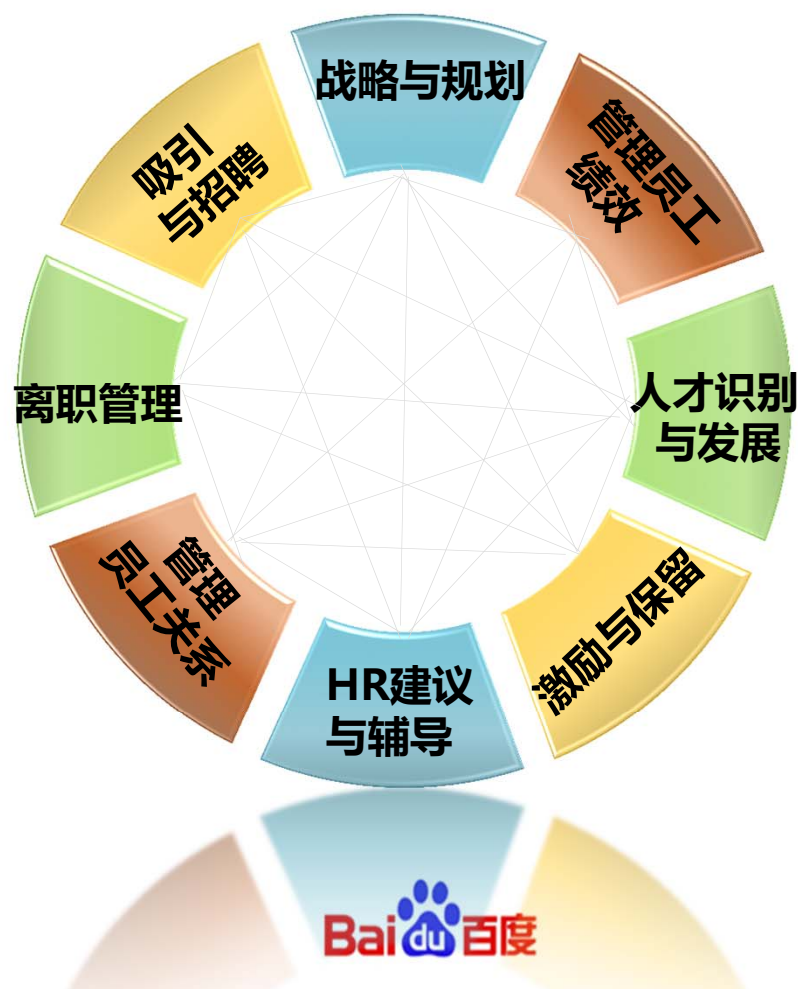 战略与规划
管理员工
绩效
人才识别
与发展
激励与保留
HR建议
与辅导
管理
员工关系
离职管理
吸引
与招聘
Baidu百度